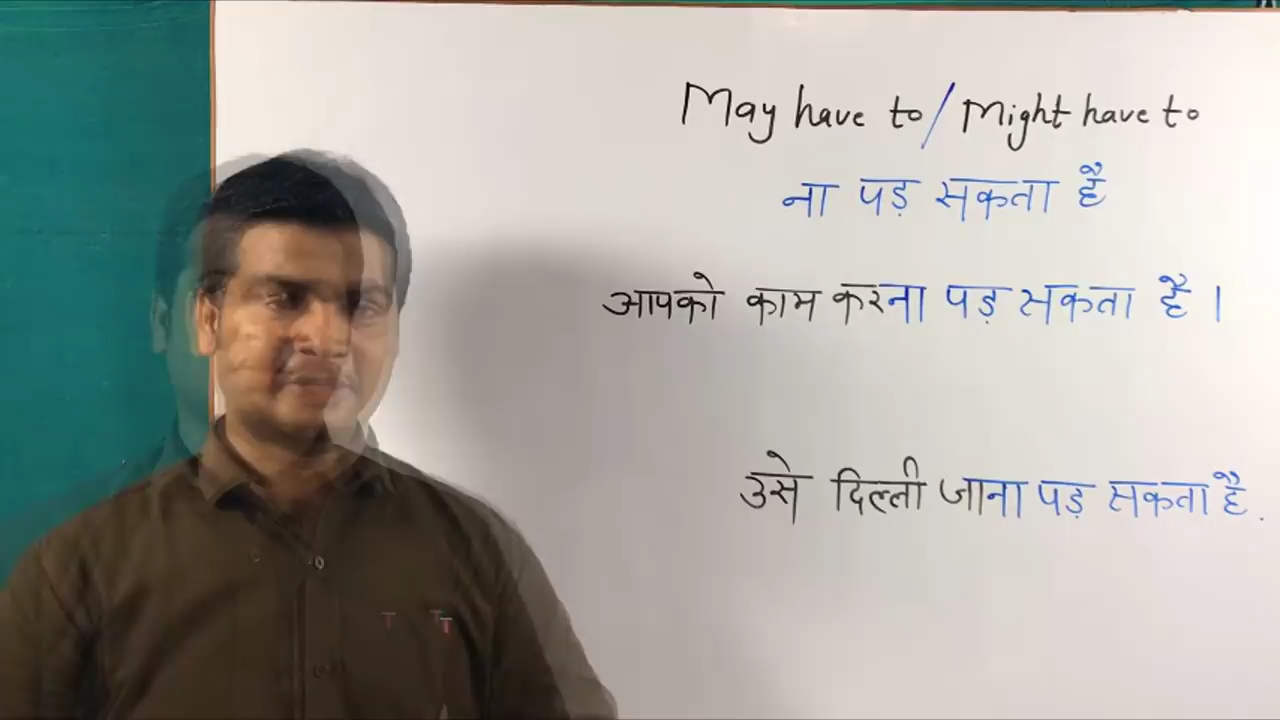 May have to / Might have to
ना पड़ सकता है
आपको काम करना पड़ सकता है ।
उसे दिल्ली जाना पड़ सकता है .